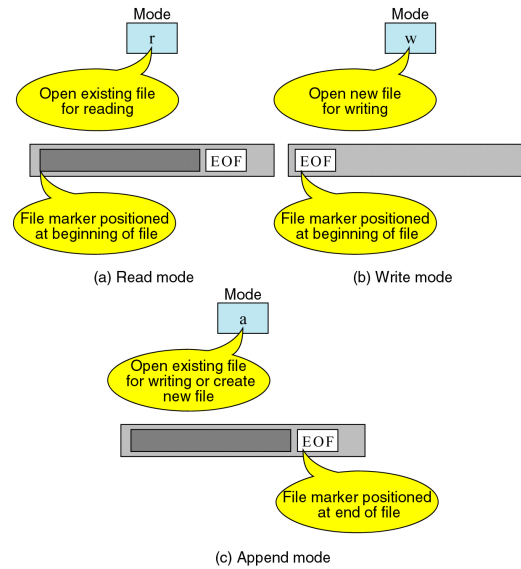 Mode
r
Open existing file
for reading
EOF
File marker positioned
at beginning of file
(a) Read mode
Mode
w
Open new file
for writing
EOF
File marker positioned
at beginning of file
(b) Write mode
Mode
a
Open existing file
for writing or create
new file
EOF
File marker positioned
at end of file
(c) Append mode